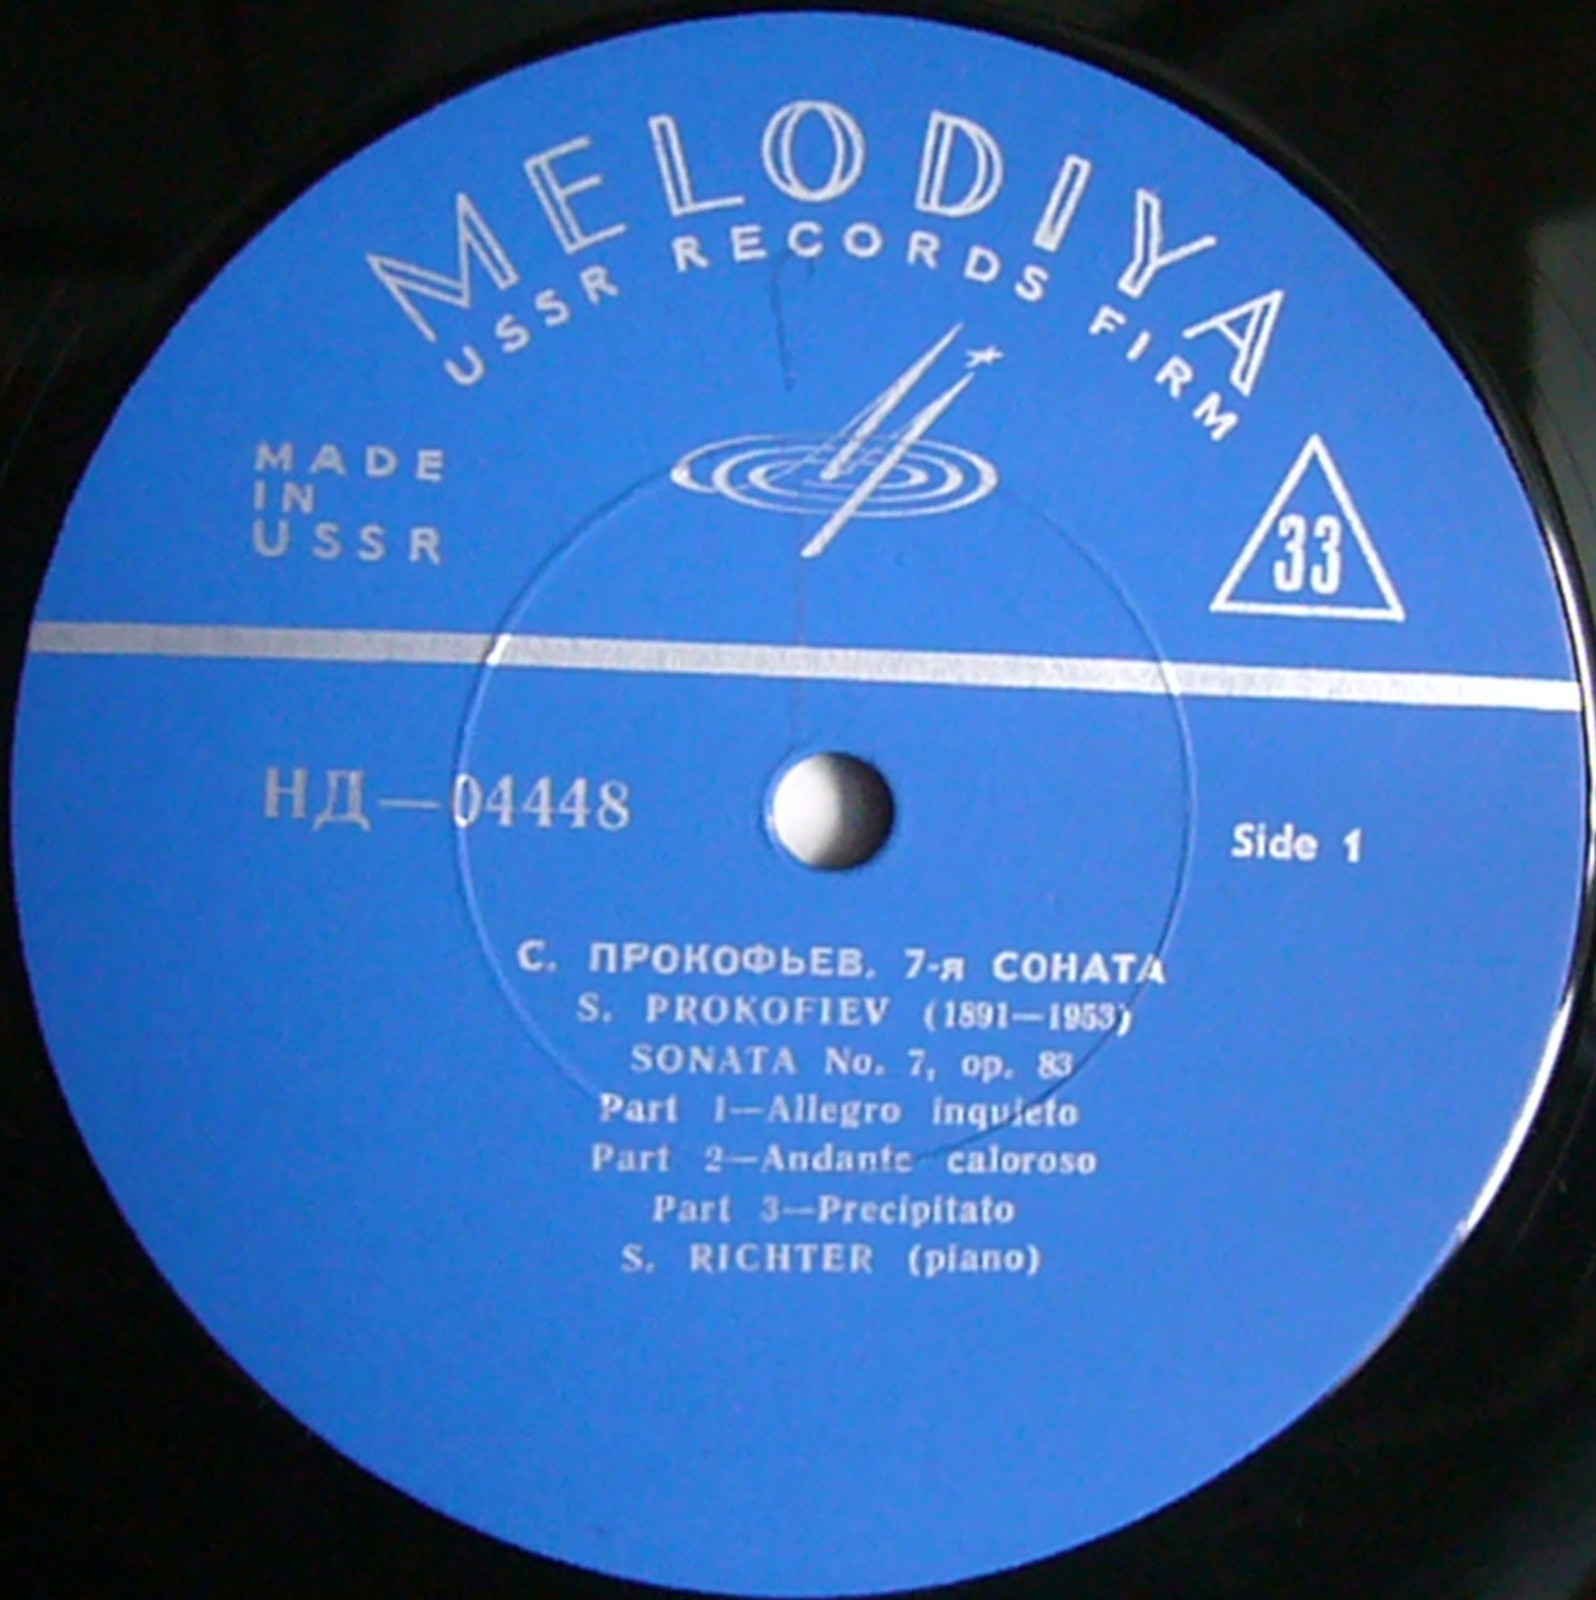 MELODIYA
USSR RECORDS FIRM
MADE
IN
USSR
33
НД—04448
Side 1
С. ПРОКОФЬЕВ. 7-я СОНАТА
S. PROKOFIEV (1891—1953)
SONATA No. 7, op. 83
Part 1—Allegro inquieto
Part 2—Andante caloroso
Part 3—Precipitato
S. RICHTER (piano)